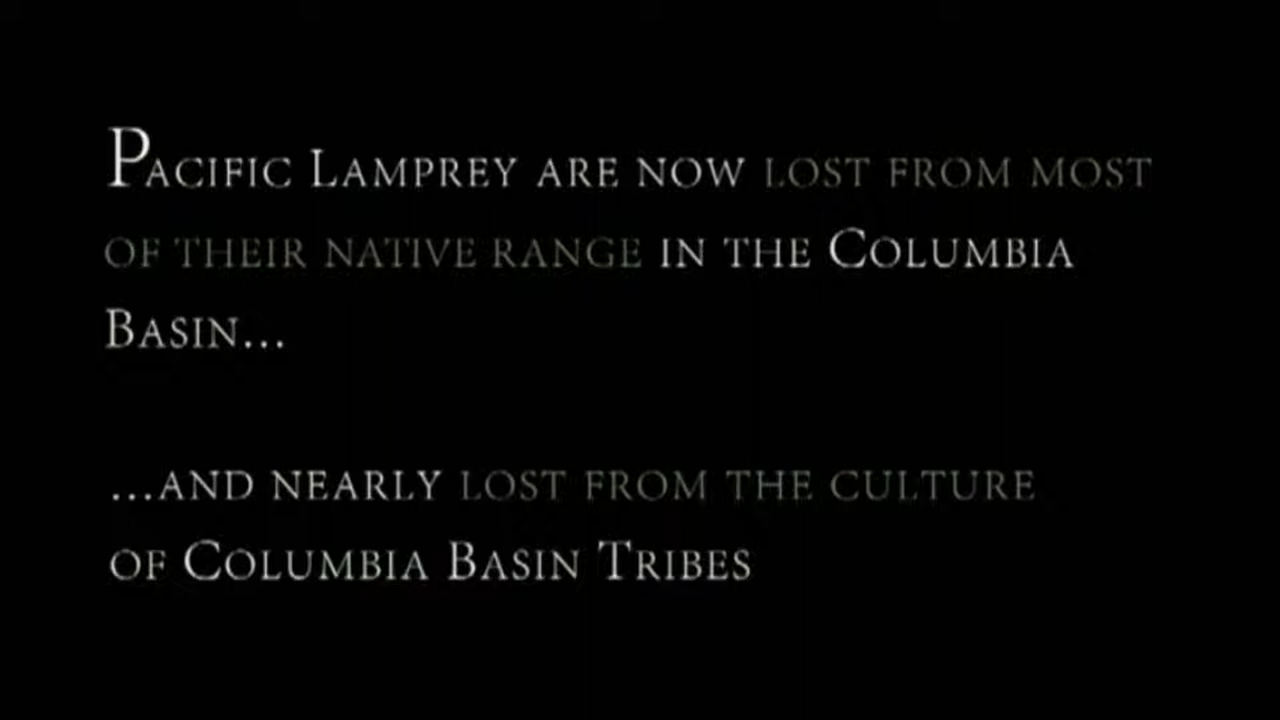 Pacific Lamprey are now lost from most
of their native range in the Columbia
Basin...
...and nearly lost from the culture
of Columbia Basin Tribes